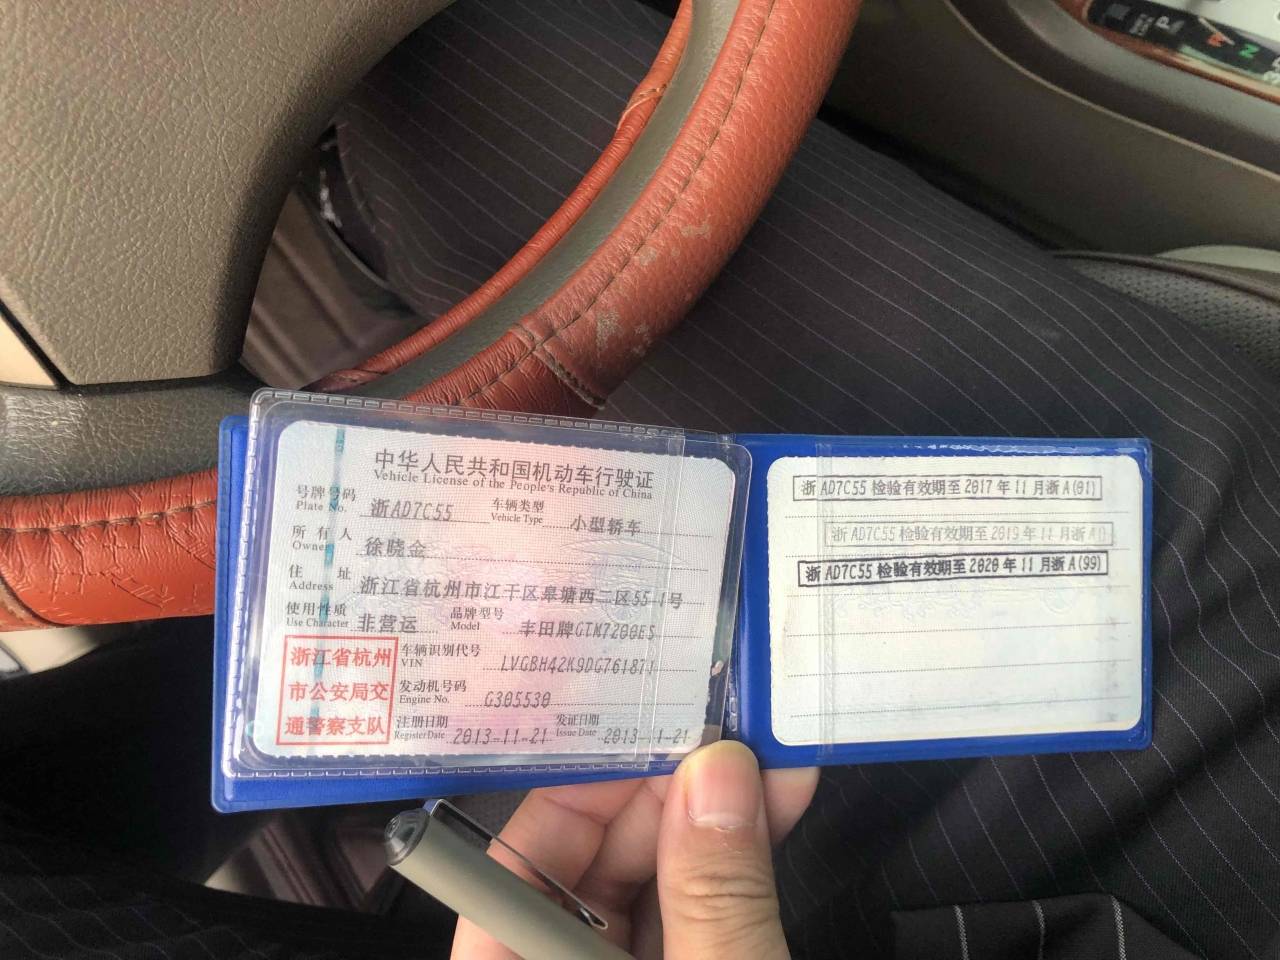 中华人民共和国机动车行驶证
Vehicle License of the People's Republic of China
号牌号码 浙AD7C55 车辆类型 小型轿车
Plate No. Vehicle Type
所有人 徐晓金
Owner
住址 浙江省杭州市江干区皋塘西二区55-1号
Address
使用性质 非营运 品牌型号 丰田牌GTM7200ES
Use Character Model
浙江省杭州
市公安局交
通警察支队
车辆识别代号 LVGBH42K9DG761871
VIN
发动机号码 G305530
Engine No.
注册日期 2013-11-21 发证日期 2013-11-21
Register Date Issue Date
浙AD7C55 检验有效期至2017年11月浙A(01)
浙AD7C55 检验有效期至2019年11月浙A
浙AD7C55 检验有效期至2020年11月浙A(99)
P
R
N